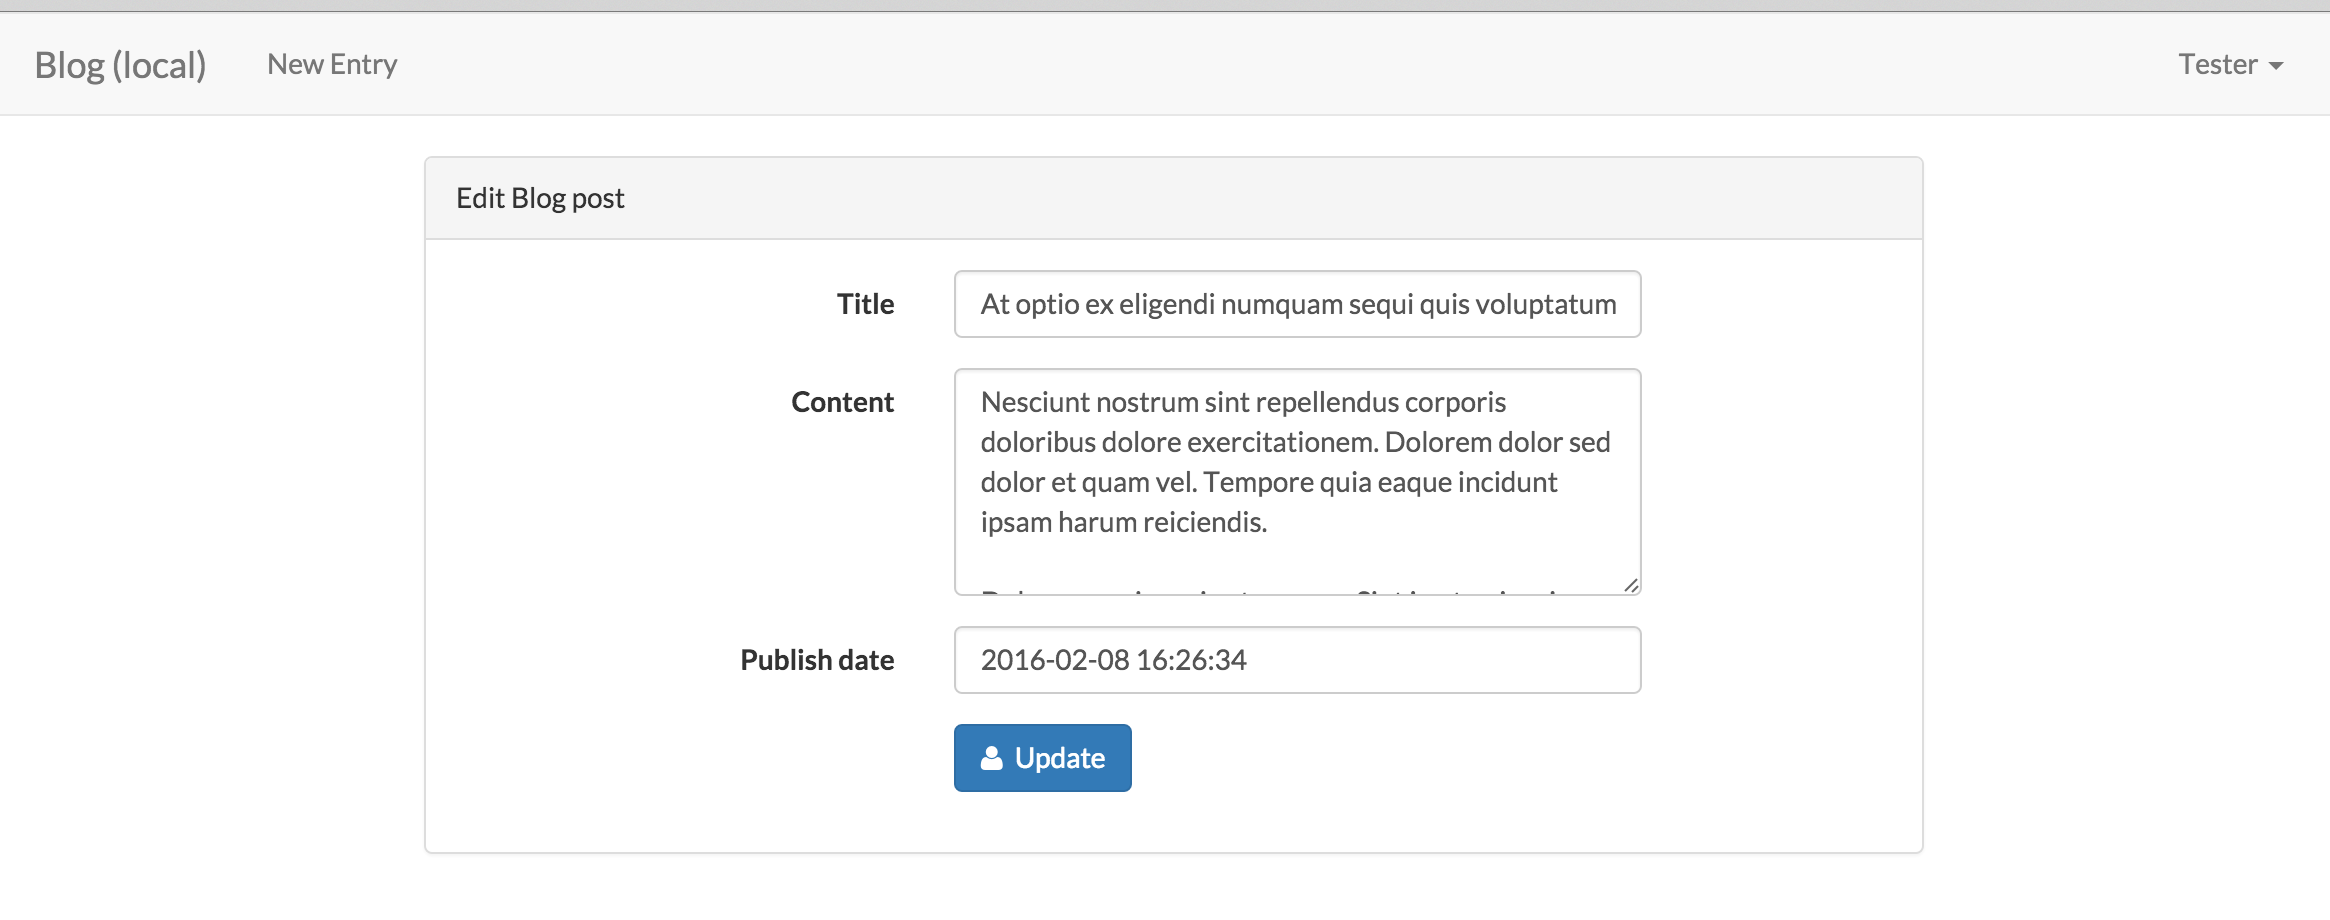 Blog (local)
New Entry
Tester
Edit Blog post
Title
At optio ex eligendi numquam sequi quis voluptatum
Content
Nesciunt nostrum sint repellendus corporis
doloribus dolore exercitationem. Dolorem dolor sed
dolor et quam vel. Tempore quia eaque incidunt
ipsam harum reiciendis.
Publish date
2016-02-08 16:26:34
Update